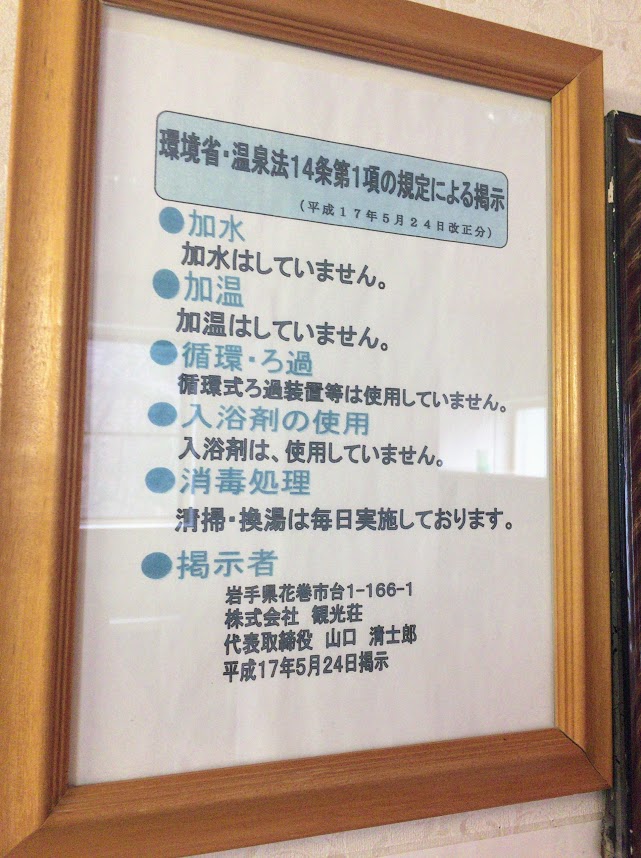 環境省・温泉法14条第1項の規定による掲示
(平成17年5月24日改正分)
●加水
加水はしていません。
●加温
加温はしていません。
●循環・ろ過
循環式ろ過装置等は使用していません。
●入浴剤の使用
入浴剤は、使用していません。
●消毒処理
清掃・換湯は毎日実施しております。
●掲示者
岩手県花巻市台1-166-1
株式会社 観光荘
代表取締役 山口 清士郎
平成17年5月24日掲示